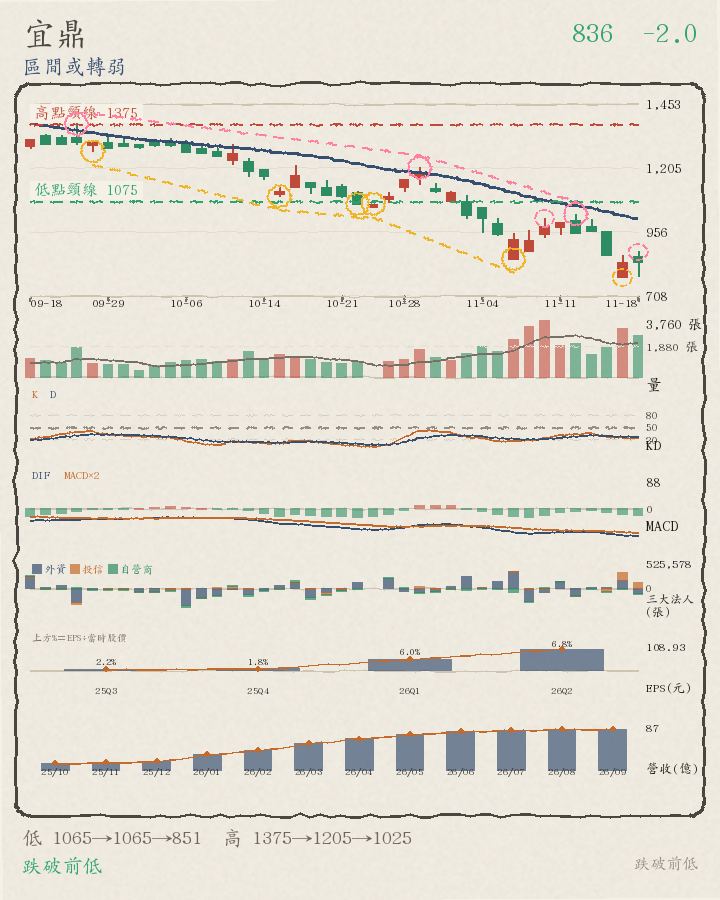 宜鼎
836 -2.0
區間或轉弱
高點頸線 1375
低點頸線 1075
1,453
1,205
956
708
09-18 09-29 10-06 10-14 10-21 10-28 11-04 11-11 11-18
3,760 張
1,880 張
量
K D
80
50
20
KD
DIF MACD×2
88
0
MACD
外資 投信 自營商
525,578
0
三大法人
(張)
上方%=EPS÷當時股價
2.2% 1.8% 6.0% 6.8%
108.93
25Q3 25Q4 26Q1 26Q2
EPS(元)
87
25/10 25/11 25/12 26/01 26/02 26/03 26/04 26/05 26/06 26/07 26/08 26/09
營收(億)
低 1065→1065→851 高 1375→1205→1025
跌破前低
跌破前低